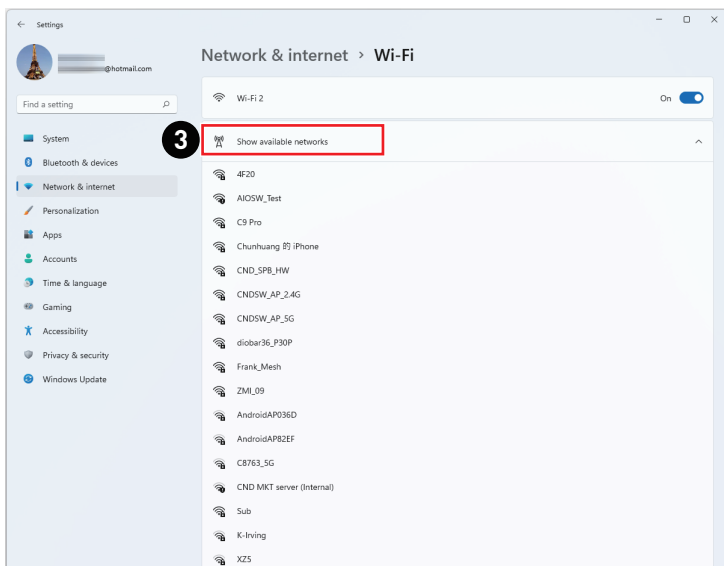 Settings
@hotmail.com
Find a setting
System
Bluetooth & devices
Network & internet
Personalization
Apps
Accounts
Time & language
Gaming
Accessibility
Privacy & security
Windows Update
Network & internet > Wi-Fi
Wi-Fi 2
On
3
Show available networks
4F20
AIOSW_Test
C9 Pro
Chunhuang 的 iPhone
CND_SPB_HW
CNDSW_AP_2.4G
CNDSW_AP_5G
diobar36_P30P
Frank_Mesh
ZMI_09
AndroidAP036D
AndroidAP82EF
C8763_5G
CND MKT server (Internal)
Sub
K-Irving
XZ5